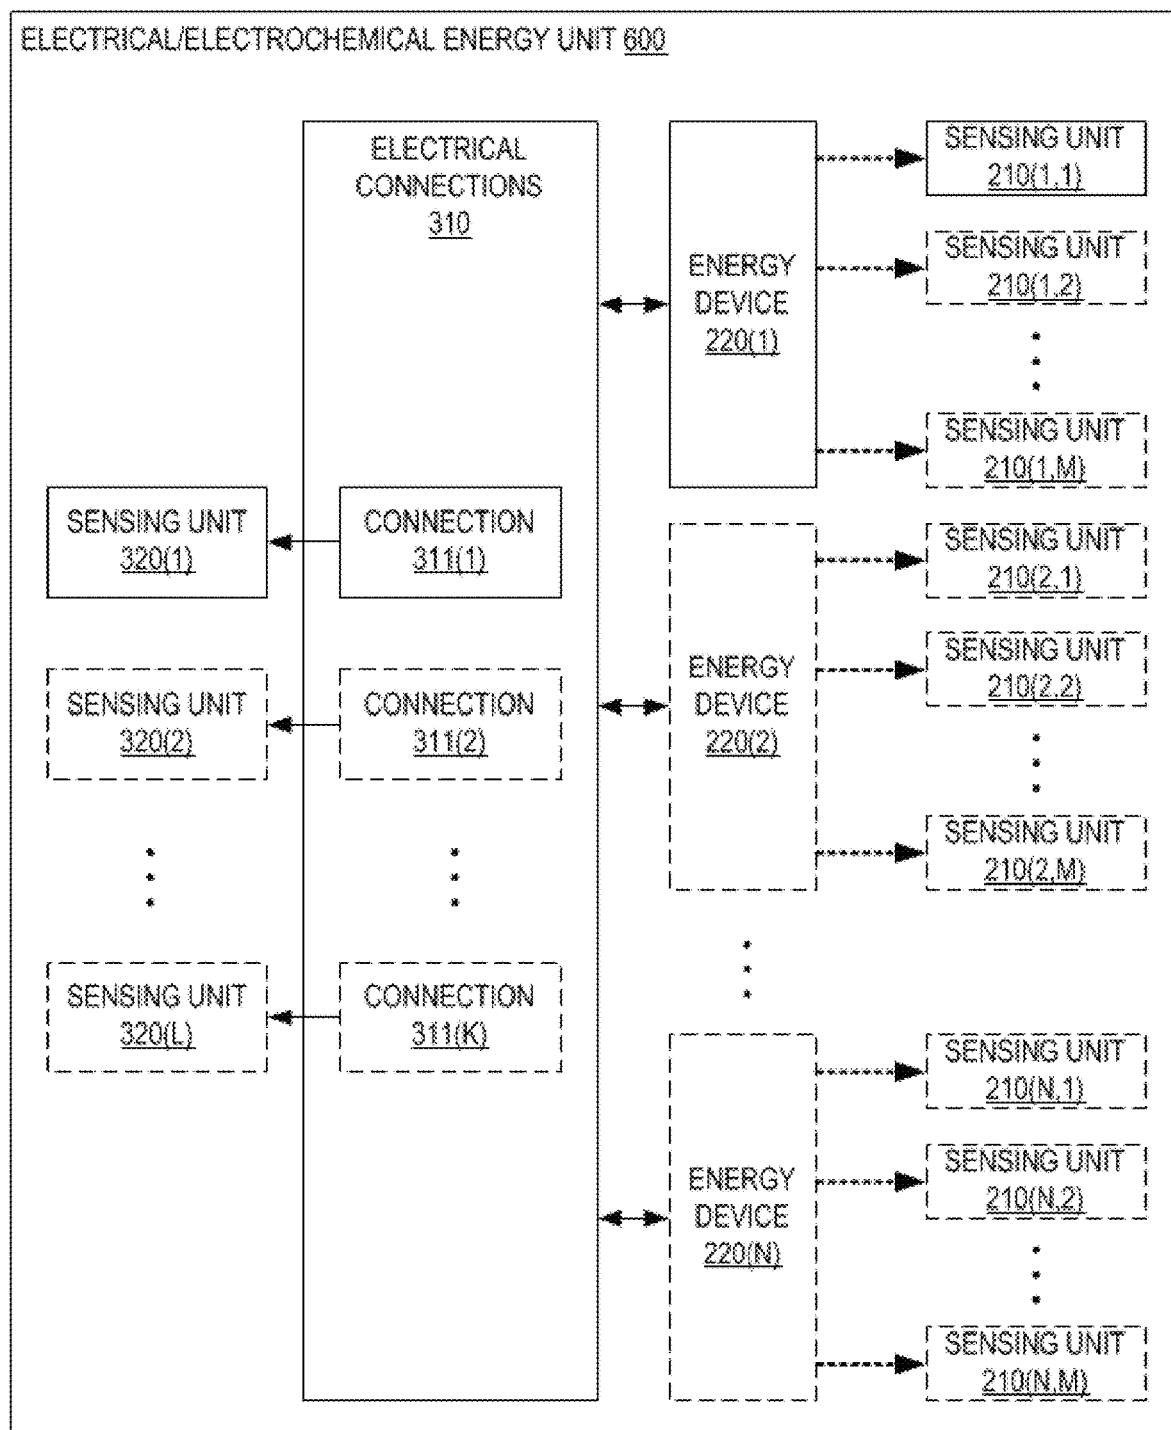 ELECTRICAL/ELECTROCHEMICAL ENERGY UNIT 600
ELECTRICAL
CONNECTIONS
310
SENSING UNIT
320(1)
CONNECTION
311(1)
SENSING UNIT
320(2)
CONNECTION
311(2)
SENSING UNIT
320(L)
CONNECTION
311(K)
ENERGY
DEVICE
220(1)
SENSING UNIT
210(1,1)
SENSING UNIT
210(1,2)
SENSING UNIT
210(1,M)
ENERGY
DEVICE
220(2)
SENSING UNIT
210(2,1)
SENSING UNIT
210(2,2)
SENSING UNIT
210(2,M)
ENERGY
DEVICE
220(N)
SENSING UNIT
210(N,1)
SENSING UNIT
210(N,2)
SENSING UNIT
210(N,M)